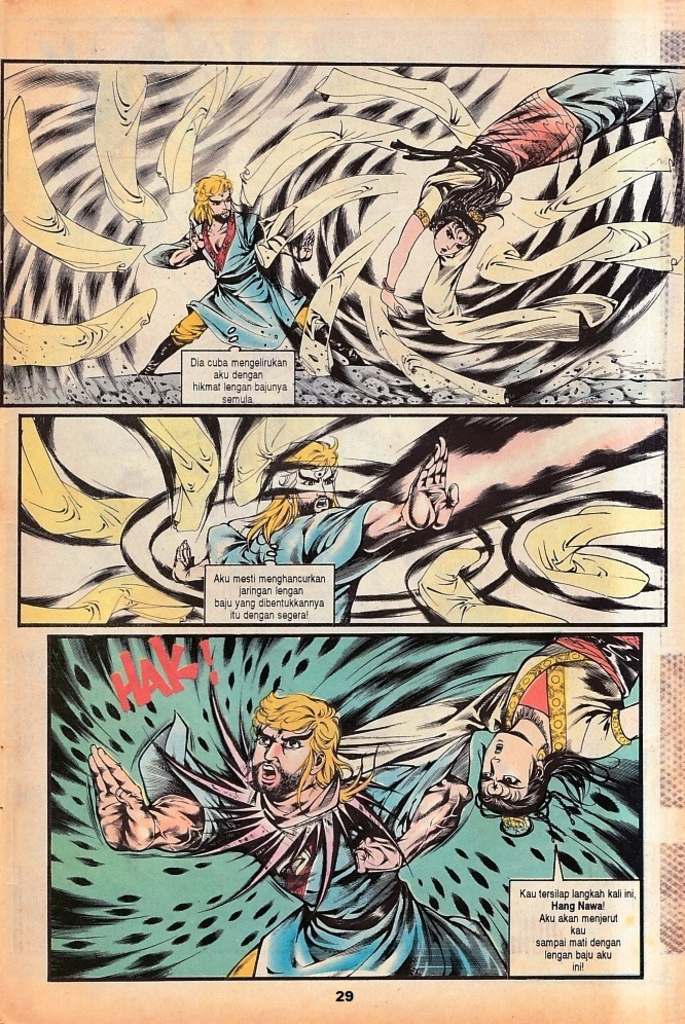 Dia cuba mengelirukan
aku dengan
hikmat lengan bajunya
semula.
Aku mesti menghancurkan
jaringan lengan
baju yang dibentukkannya
itu dengan segera!
HAK!
Kau tersilap langkah kali ini,
Hang Nawa!
Aku akan menjerut
kau
sampai mati dengan
lengan baju aku
ini!
29